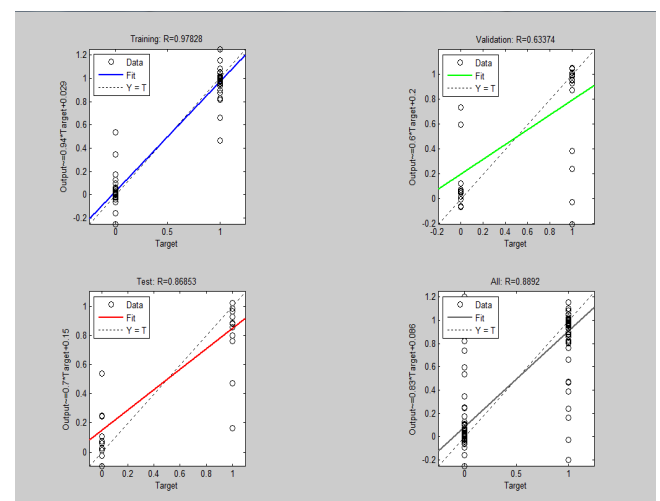 Training: R=0.97828
Output~=0.94*Target+0.029
Data
Fit
Y = T
1.2
1
0.8
0.6
0.4
0.2
0
-0.2
0
0.5
1
Target
Validation: R=0.63374
Output~=0.6*Target+0.2
Data
Fit
Y = T
1
0.8
0.6
0.4
0.2
0
-0.2
-0.2
0
0.2
0.4
0.6
0.8
1
Target
Test: R=0.86853
Output~=0.7*Target+0.15
Data
Fit
Y = T
1
0.8
0.6
0.4
0.2
0
0
0.2
0.4
0.6
0.8
1
Target
All: R=0.8892
Output~=0.83*Target+0.086
Data
Fit
Y = T
1.2
1
0.8
0.6
0.4
0.2
0
-0.2
0
0.5
1
Target